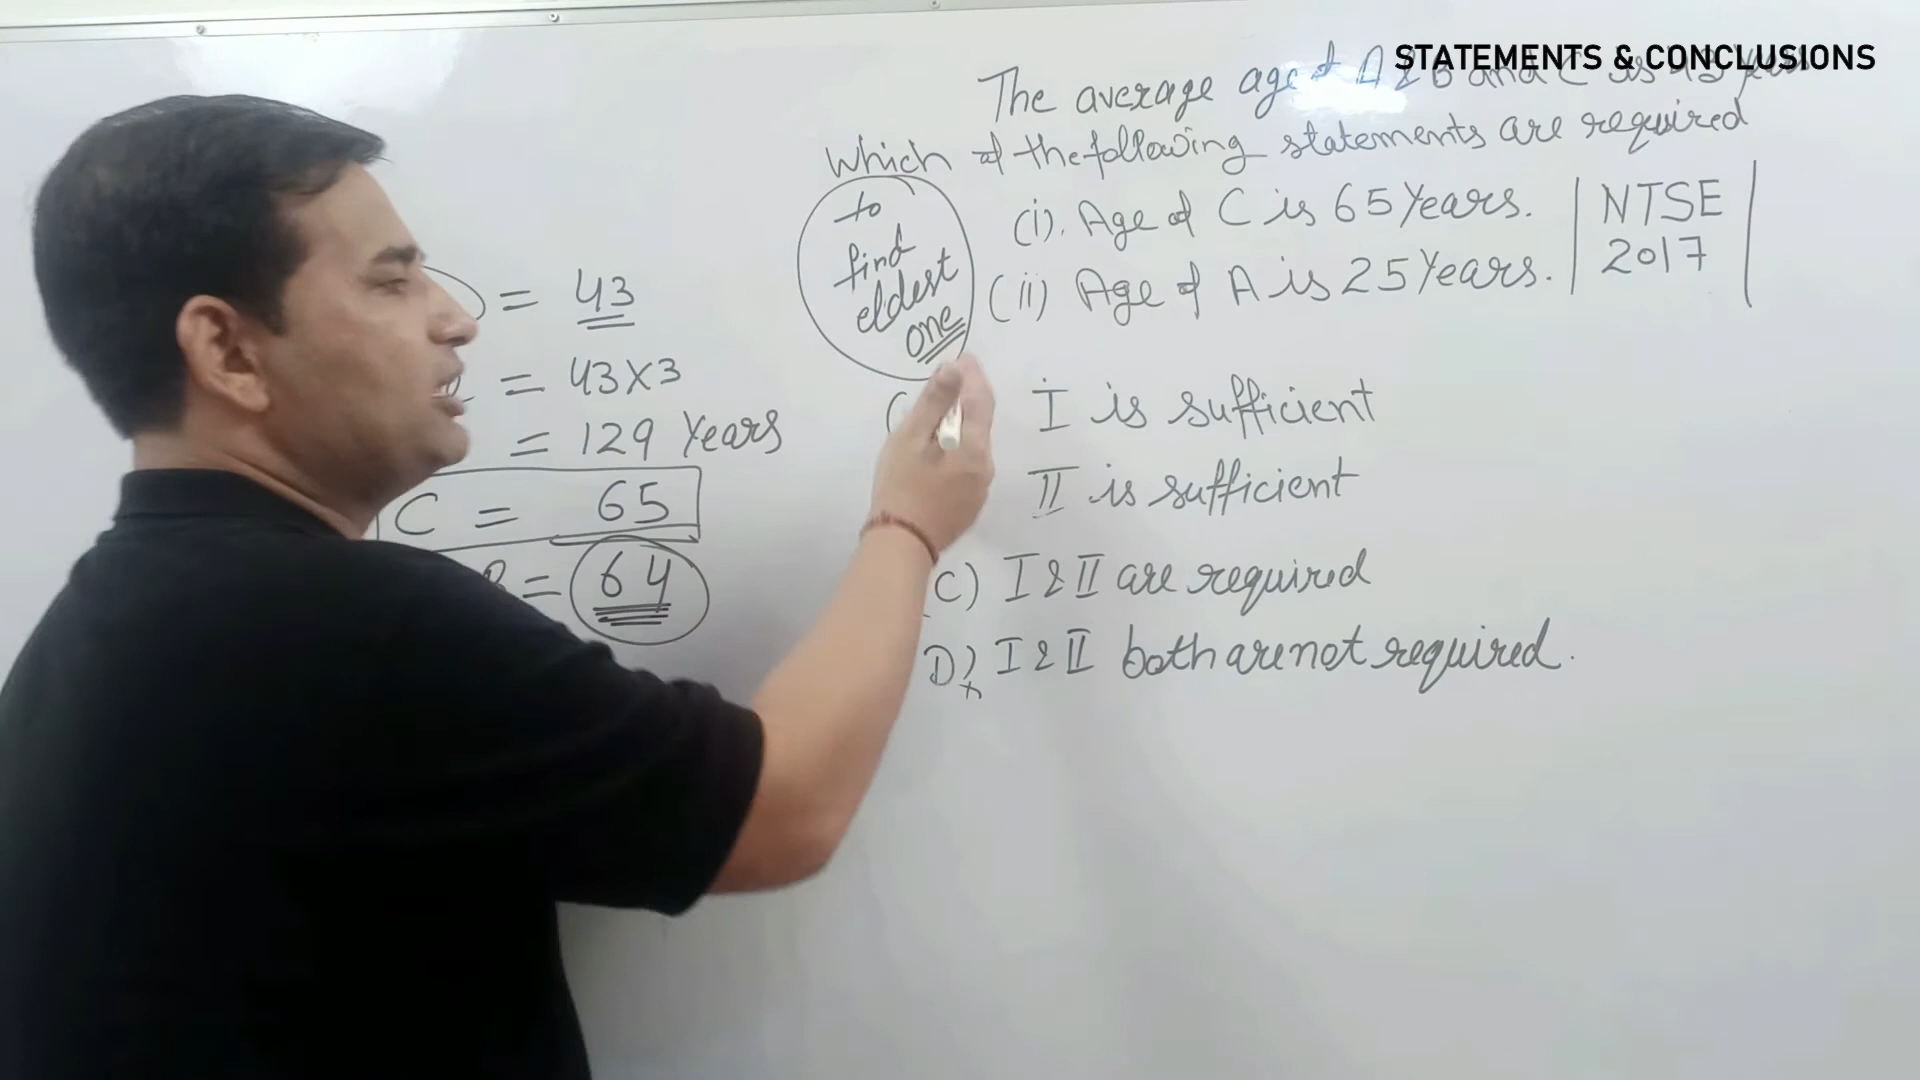 STATEMENTS & CONCLUSIONS
The average age of A & B and C is 43 Years
Which of the following statements are required
to
find
eldest
one
(i). Age of C is 65 Years.
(ii) Age of A is 25 Years.
NTSE
2017
I is sufficient
II is sufficient
C) I & II are required
D) I & II both are not required.
= 43
= 43x3
= 129 Years
C = 65
B = 64